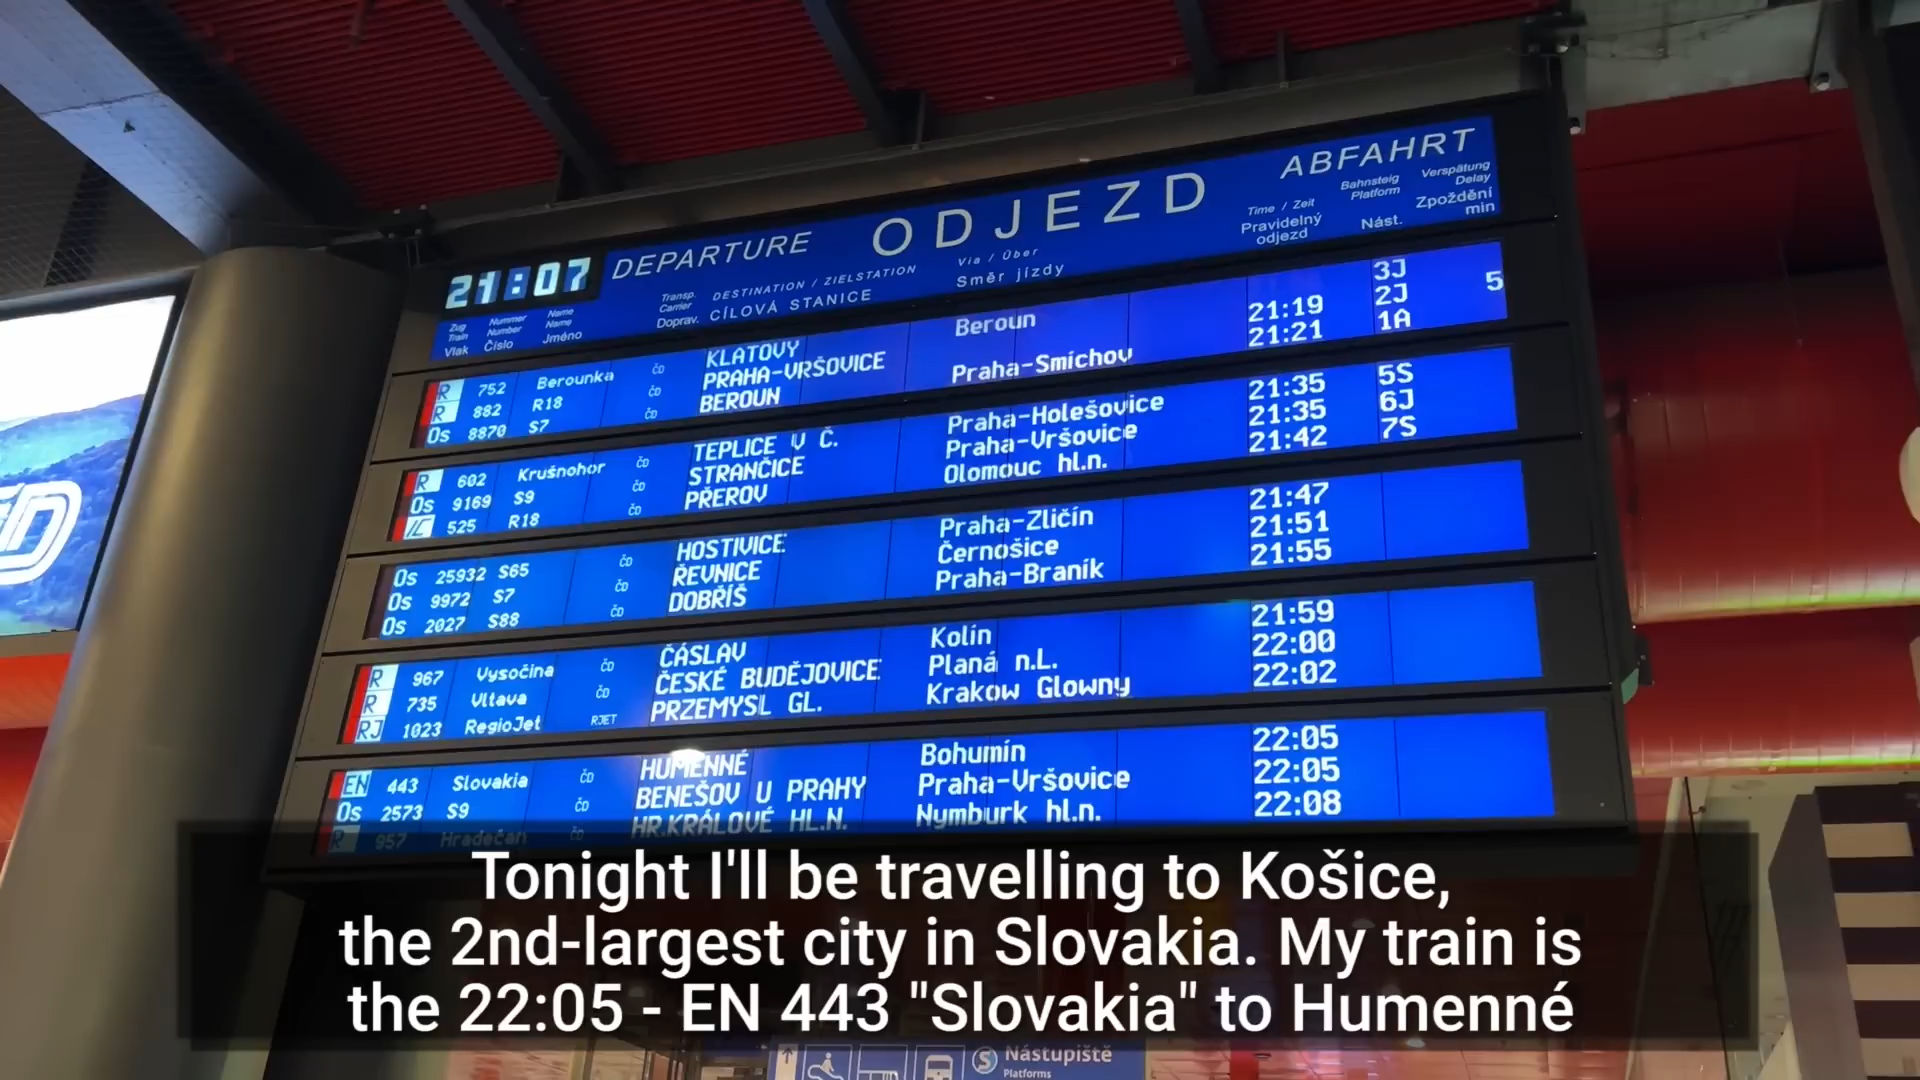 21:07 DEPARTURE ODJEZD ABFAHRT
Zug Train Vlak
Nummer Number Číslo
Name Name Jméno
Transp. Carrier Doprav.
DESTINATION / ZIELSTATION CÍLOVÁ STANICE
Via / Über Směr jízdy
Time / Zeit Pravidelný odjezd
Bahnsteig Platform Nást.
Verspätung Delay Zpoždění min
R 752 Berounka ČD KLATOVY Beroun 3J
R 882 R18 ČD PRAHA-VRŠOVICE 21:19 2J 5
Os 8870 S7 ČD BEROUN Praha-Smíchov 21:21 1A
R 602 Krušnohor ČD TEPLICE V Č. Praha-Holešovice 21:35 5S
Os 9169 S9 ČD STRANČICE Praha-Vršovice 21:35 6J
IC 525 R18 ČD PŘEROV Olomouc hl.n. 21:42 7S
Os 25932 S65 ČD HOSTIVICE Praha-Zličín 21:47
Os 9972 S7 ČD ŘEVNICE Černošice 21:51
Os 2027 S88 ČD DOBŘÍŠ Praha-Braník 21:55
R 967 Vysočina ČD ČÁSLAV Kolín 21:59
R 735 Vltava ČD ČESKÉ BUDĚJOVICE Planá n.L. 22:00
RJ 1023 RegioJet RJET PRZEMYSL GL. Krakow Glowny 22:02
EN 443 Slovakia ČD HUMENNÉ Bohumín 22:05
Os 2573 S9 ČD BENEŠOV U PRAHY Praha-Vršovice 22:05
R 957 Hradečan ČD HR.KRÁLOVÉ HL.N. Nymburk hl.n. 22:08
Tonight I'll be travelling to Košice,
the 2nd-largest city in Slovakia. My train is
the 22:05 - EN 443 "Slovakia" to Humenné
S Nástupiště
Platforms